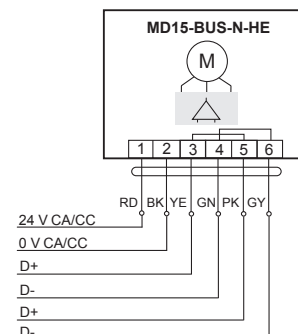 MD15-BUS-N-HE
M
1 2 3 4 5 6
RD BK YE GN PK GY
24 V CA/CC
0 V CA/CC
D+
D-
D+
D-